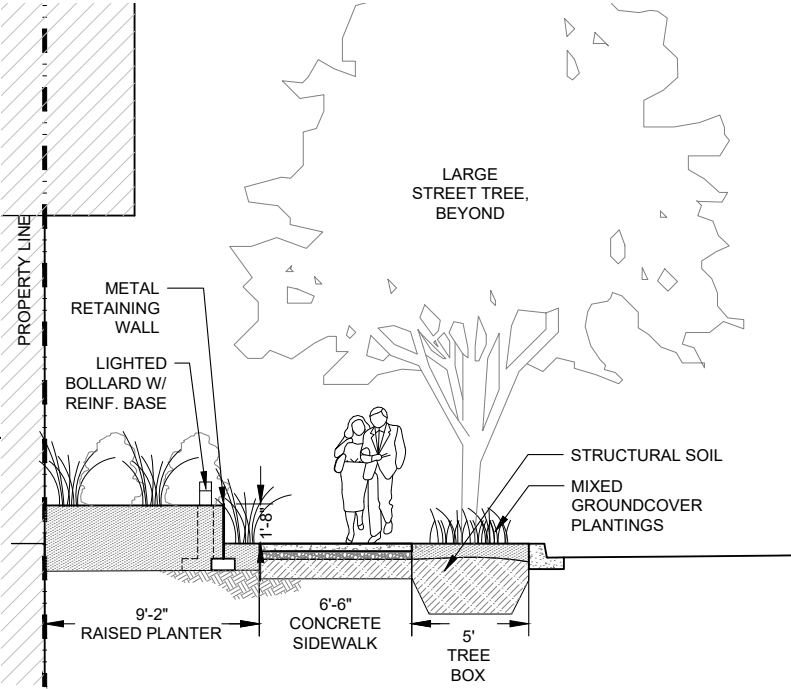 LARGE
STREET TREE,
BEYOND
PROPERTY LINE
METAL
RETAINING
WALL
LIGHTED
BOLLARD W/
REINF. BASE
1'-8"
STRUCTURAL SOIL
MIXED
GROUNDCOVER
PLANTINGS
9'-2"
RAISED PLANTER
6'-6"
CONCRETE
SIDEWALK
5'
TREE
BOX